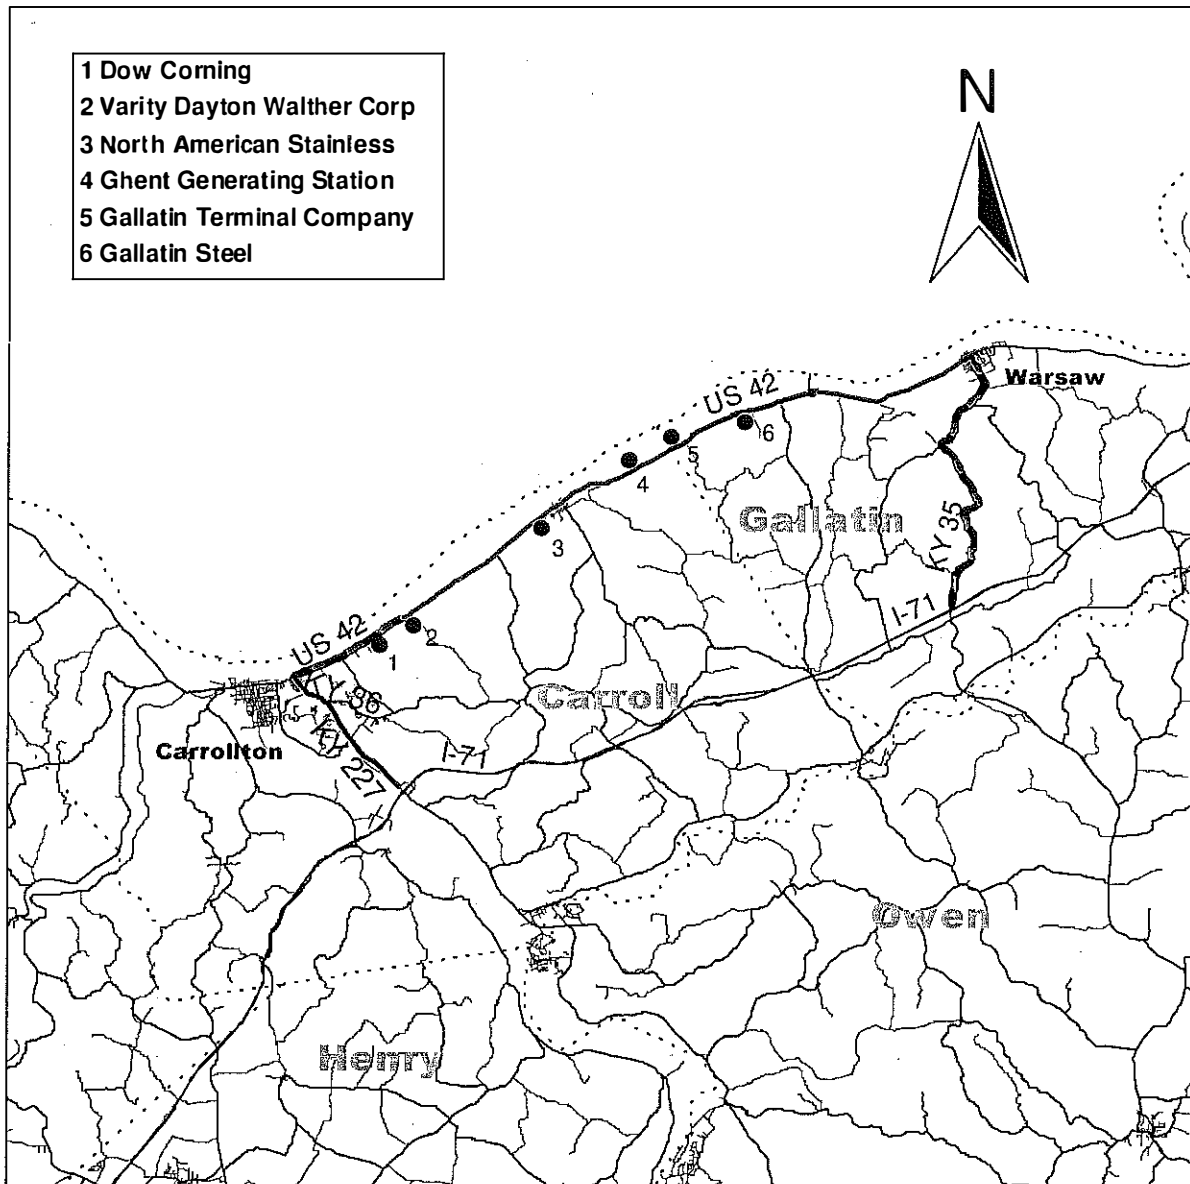 1 Dow Corning
2 Varity Dayton Walther Corp
3 North American Stainless
4 Ghent Generating Station
5 Gallatin Terminal Company
6 Gallatin Steel
N
Warsaw
US 42
6
5
4
Gallatin
KY 35
3
I-71
US 42
2
1
KY 36
Carroll
Carrollton
KY 227
I-71
Owen
Henry